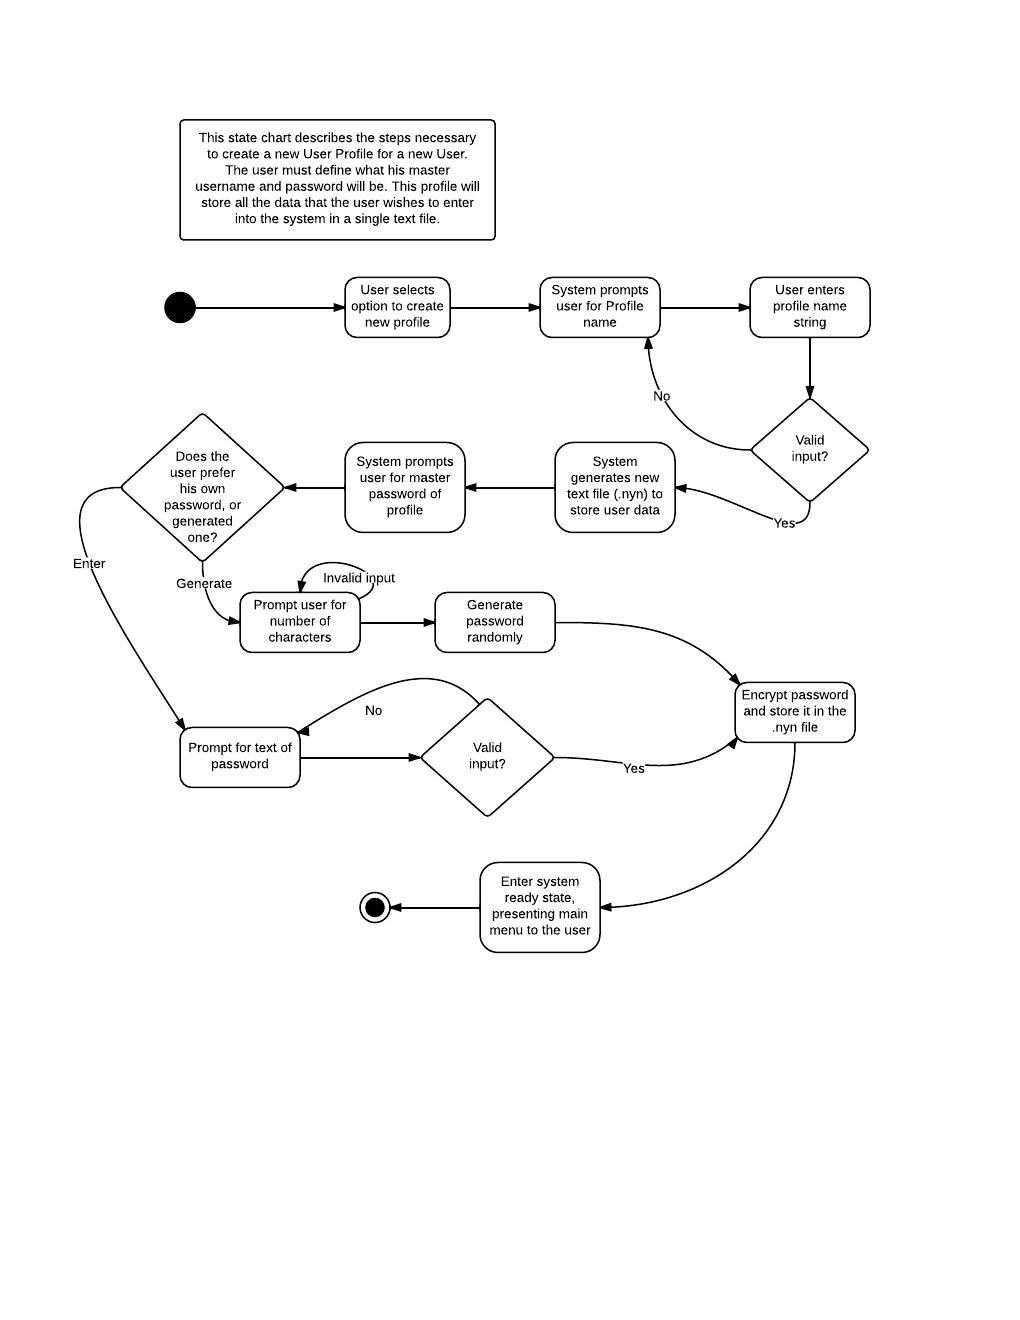 This state chart describes the steps necessary
to create a new User Profile for a new User.
The user must define what his master
username and password will be. This profile will
store all the data that the user wishes to enter
into the system in a single text file.
User selects
option to create
new profile
System prompts
user for Profile
name
User enters
profile name
string
No
Valid
input?
Yes
System
generates new
text file (.nyn) to
store user data
System prompts
user for master
password of
profile
Does the
user prefer
his own
password, or
generated
one?
Enter
Generate
Invalid input
Prompt user for
number of
characters
Generate
password
randomly
Encrypt password
and store it in the
.nyn file
No
Prompt for text of
password
Valid
input?
Yes
Enter system
ready state,
presenting main
menu to the user